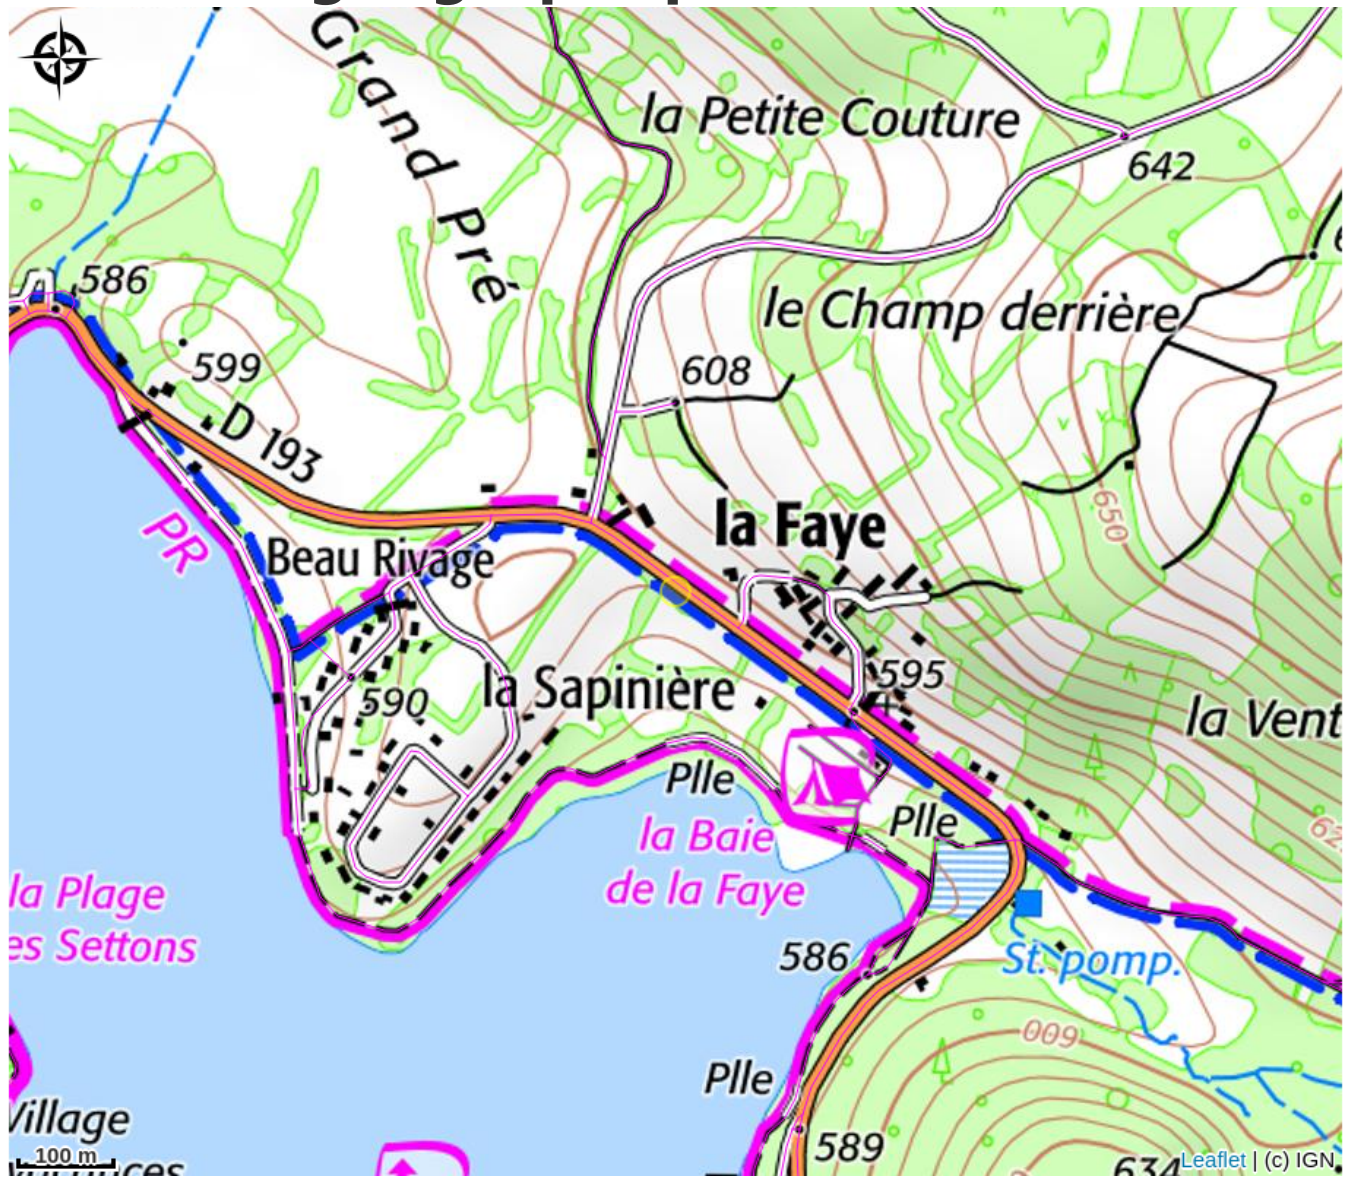 Grand Pré
la Petite Couture
642
586
le Champ derrière
599
608
D 193
650
PR
la Faye
Beau Rivage
595
590
la Sapinière
la Vent
Plle
Plle
la Baie
de la Faye
la Plage
es Settons
586
St. pomp.
600
Plle
Village
589
634
100 m
Leaflet | (c) IGN